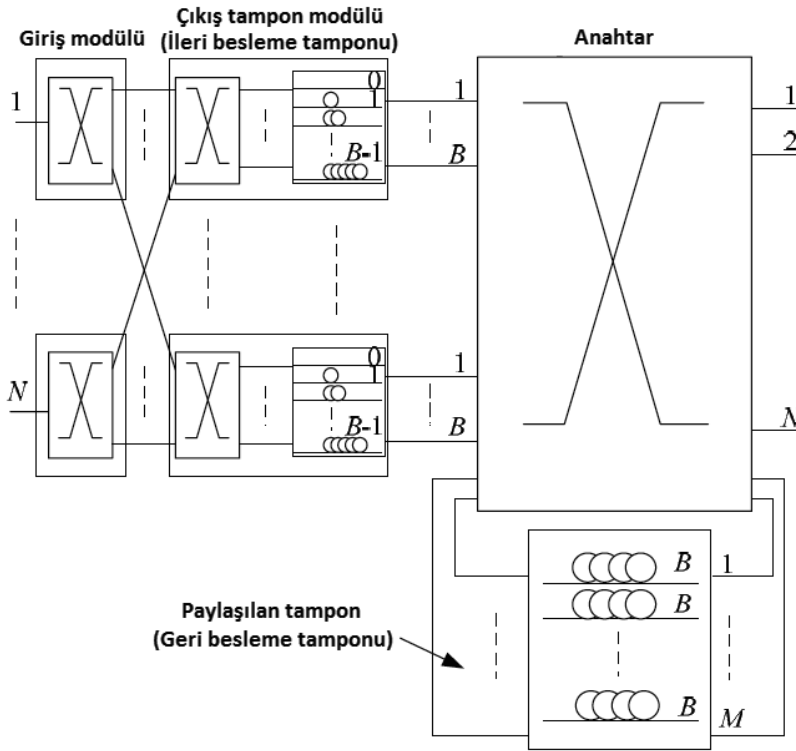 Giriş modülü
Çıkış tampon modülü
(İleri besleme tamponu)
Anahtar
1
0
1
B-1
1
B
1
2
N
0
1
B-1
1
B
N
B
1
B
B
M
Paylaşılan tampon
(Geri besleme tamponu)